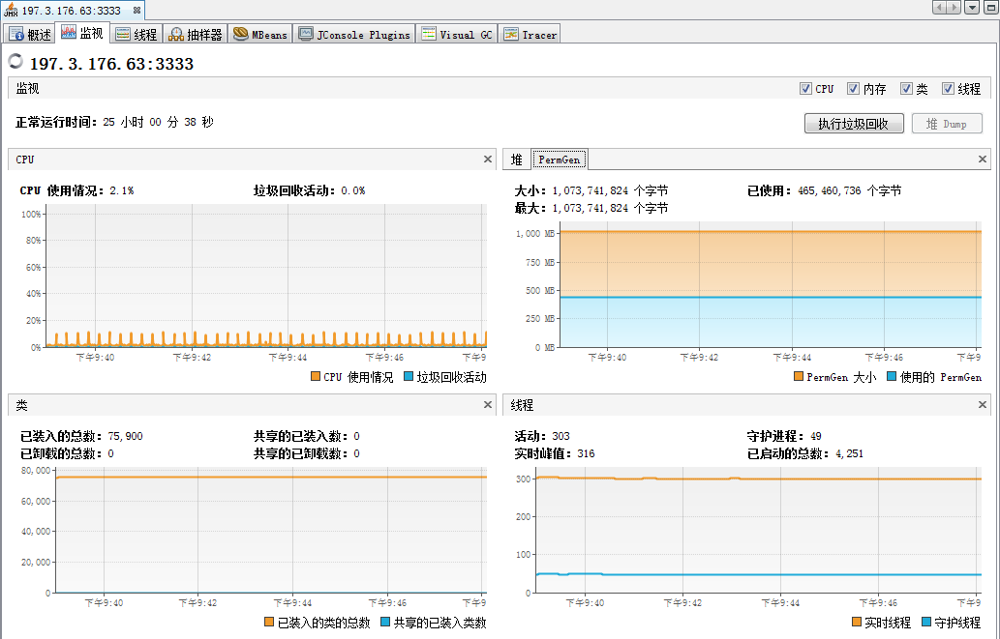 197.3.176.63:3333
概述 监视 线程 抽样器 MBeans JConsole Plugins Visual GC Tracer
197.3.176.63:3333
监视 CPU 内存 类 线程
正常运行时间: 25 小时 00 分 38 秒 执行垃圾回收 堆 Dump
CPU
CPU 使用情况: 2.1% 垃圾回收活动: 0.0%
100%
80%
60%
40%
20%
0%
下午9:40 下午9:42 下午9:44 下午9:46 下午9
CPU 使用情况 垃圾回收活动
堆 PermGen
大小: 1,073,741,824 个字节 已使用: 465,460,736 个字节
最大: 1,073,741,824 个字节
1,000 MB
750 MB
500 MB
250 MB
0 MB
下午9:40 下午9:42 下午9:44 下午9:46 下午9
PermGen 大小 使用的 PermGen
类
已装入的总数: 75,900 共享的已装入数: 0
已卸载的总数: 0 共享的已卸载数: 0
80,000
60,000
40,000
20,000
0
下午9:40 下午9:42 下午9:44 下午9:46 下午9
已装入的类的总数 共享的已装入类数
线程
活动: 303 守护进程: 49
实时峰值: 316 已启动的总数: 4,251
300
200
100
0
下午9:40 下午9:42 下午9:44 下午9:46 下午9
实时线程 守护线程